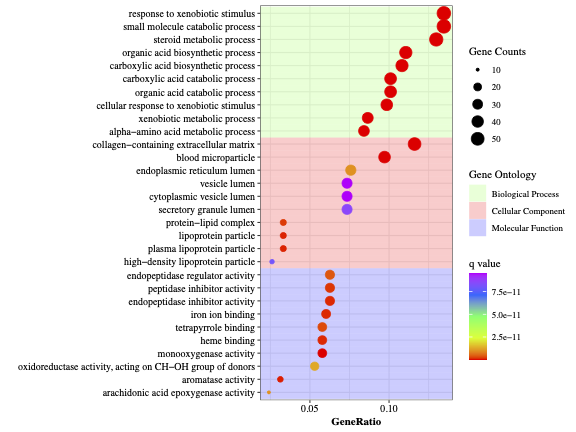 response to xenobiotic stimulus
small molecule catabolic process
steroid metabolic process
organic acid biosynthetic process
carboxylic acid biosynthetic process
carboxylic acid catabolic process
organic acid catabolic process
cellular response to xenobiotic stimulus
xenobiotic metabolic process
alpha−amino acid metabolic process
collagen−containing extracellular matrix
blood microparticle
endoplasmic reticulum lumen
vesicle lumen
cytoplasmic vesicle lumen
secretory granule lumen
protein−lipid complex
lipoprotein particle
plasma lipoprotein particle
high−density lipoprotein particle
endopeptidase regulator activity
peptidase inhibitor activity
endopeptidase inhibitor activity
iron ion binding
tetrapyrrole binding
heme binding
monooxygenase activity
oxidoreductase activity, acting on CH−OH group of donors
aromatase activity
arachidonic acid epoxygenase activity
0.05 0.10
GeneRatio
Gene Counts
10
20
30
40
50
Gene Ontology
Biological Process
Cellular Component
Molecular Function
q value
7.5e−11
5.0e−11
2.5e−11